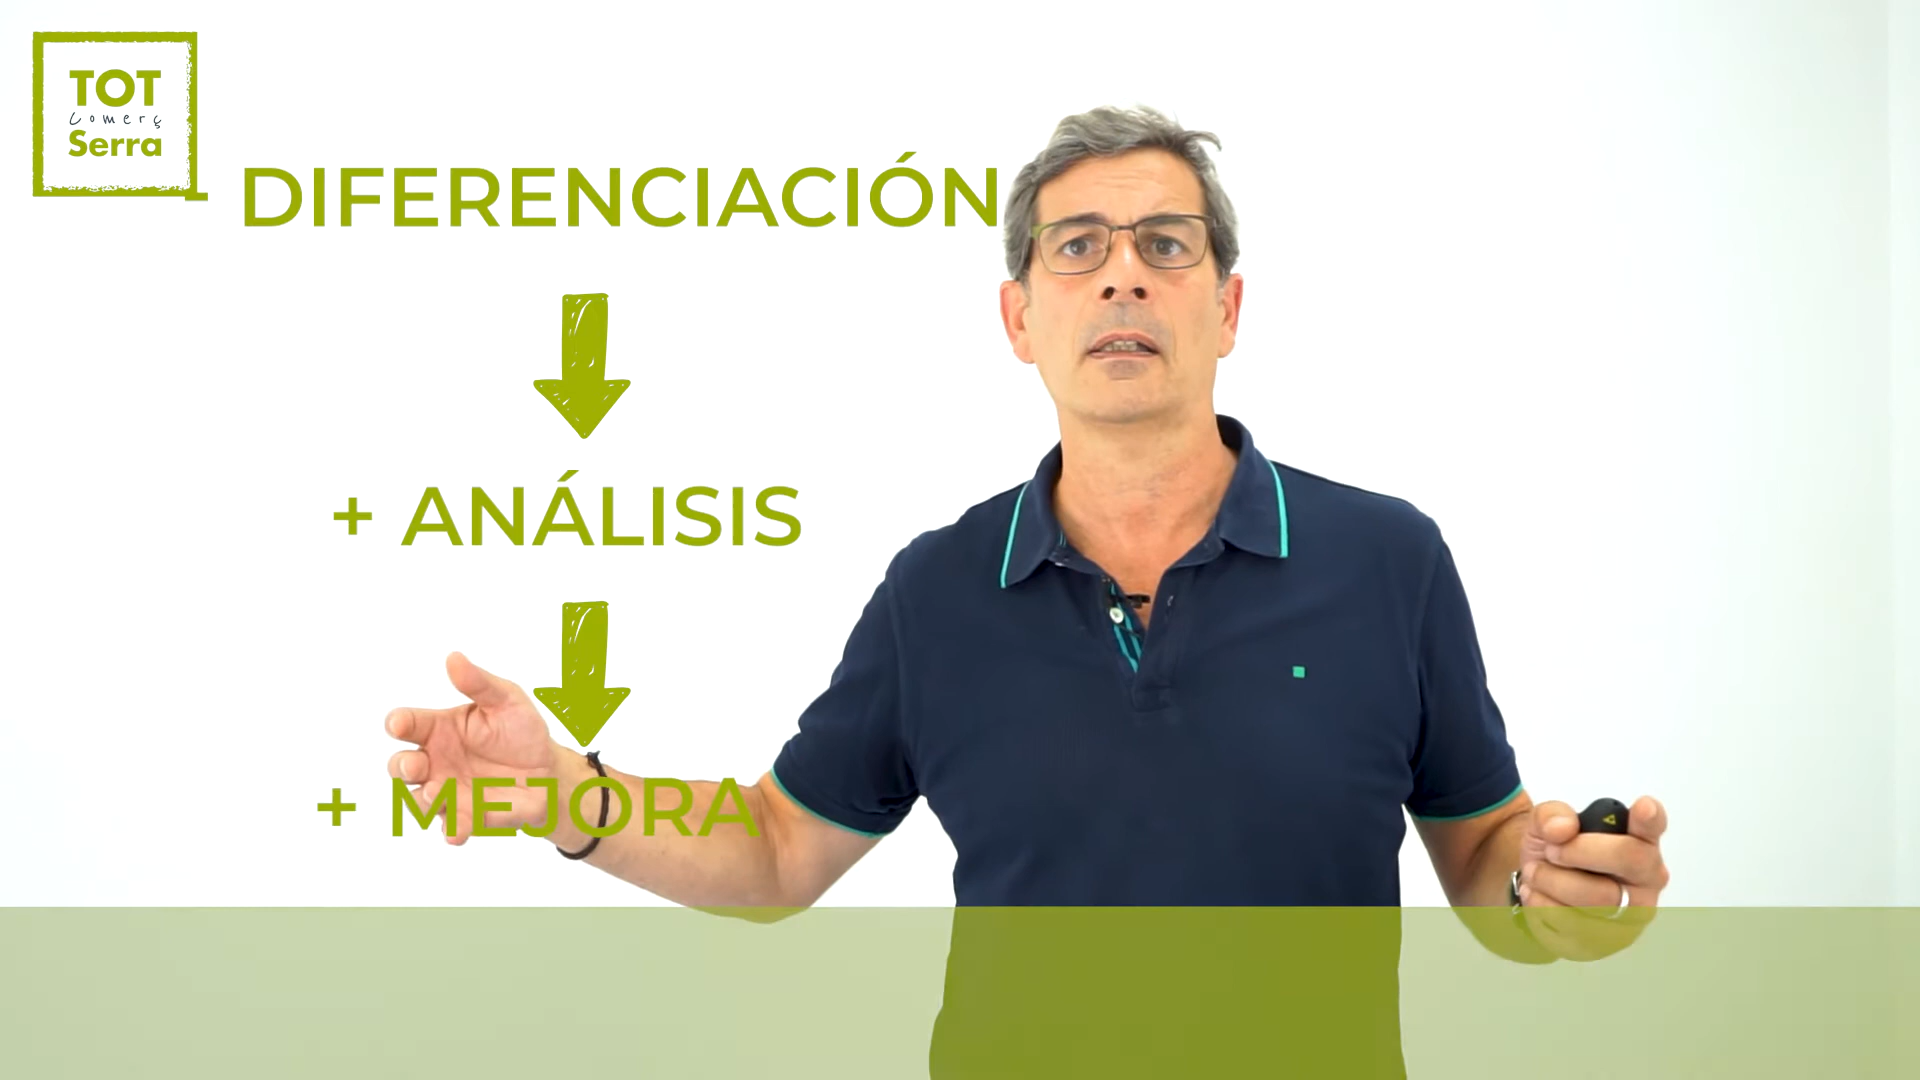 TOT
Comerç
Serra
- DIFERENCIACIÓN
+ ANÁLISIS
+ MEJORA